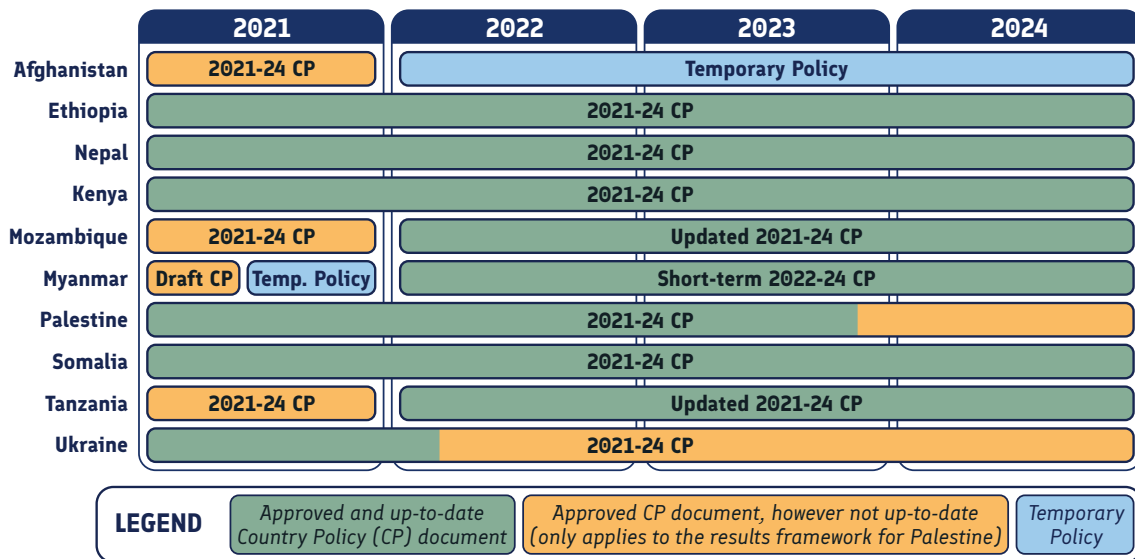 2021 2022 2023 2024
Afghanistan 2021-24 CP Temporary Policy
Ethiopia 2021-24 CP
Nepal 2021-24 CP
Kenya 2021-24 CP
Mozambique 2021-24 CP Updated 2021-24 CP
Myanmar Draft CP Temp. Policy Short-term 2022-24 CP
Palestine 2021-24 CP
Somalia 2021-24 CP
Tanzania 2021-24 CP Updated 2021-24 CP
Ukraine 2021-24 CP
LEGEND
Approved and up-to-date
Country Policy (CP) document
Approved CP document, however not up-to-date
(only applies to the results framework for Palestine)
Temporary
Policy